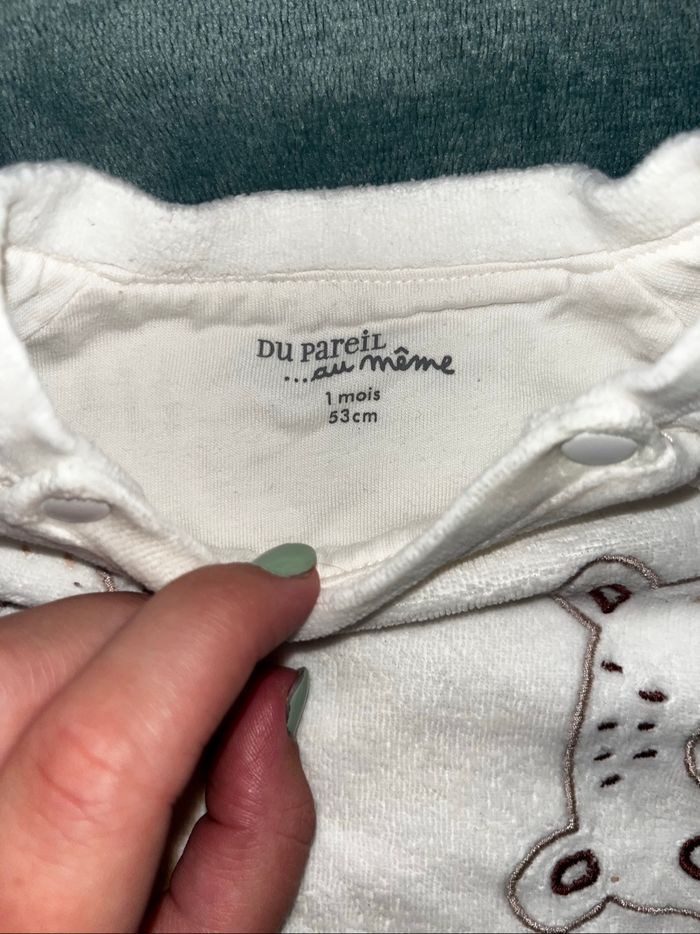 Du PareiL
...au même
1 mois
53cm